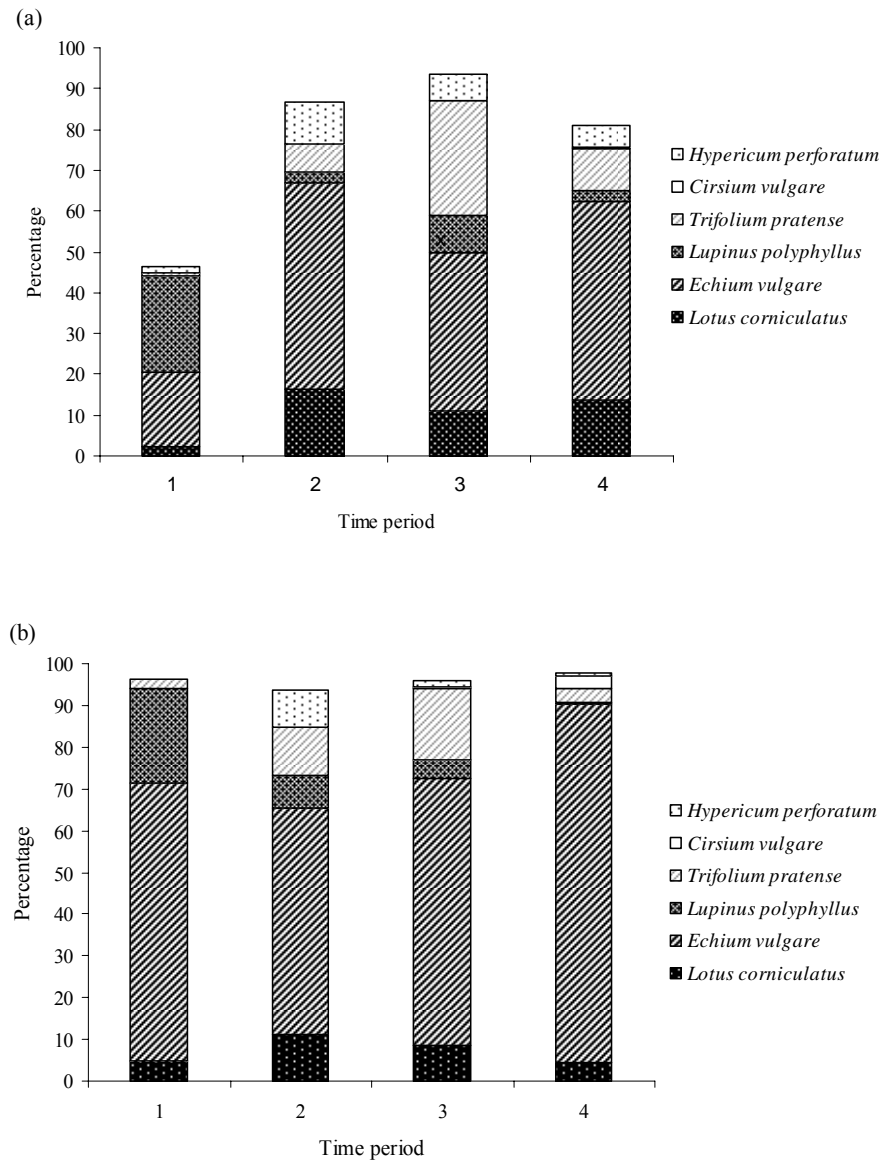 (a)
100
90
80
70
60
50
40
30
20
10
0
Percentage
1 2 3 4
Time period
Hypericum perforatum
Cirsium vulgare
Trifolium pratense
Lupinus polyphyllus
Echium vulgare
Lotus corniculatus
(b)
100
90
80
70
60
50
40
30
20
10
0
Percentage
1 2 3 4
Time period
Hypericum perforatum
Cirsium vulgare
Trifolium pratense
Lupinus polyphyllus
Echium vulgare
Lotus corniculatus